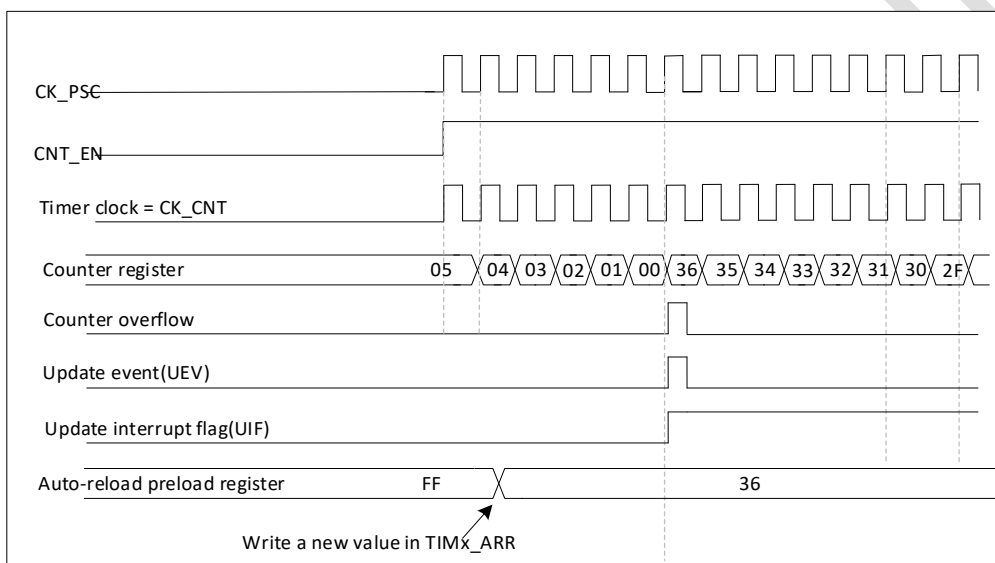 CK_PSC
CNT_EN
Timer clock = CK_CNT
Counter register 05 04 03 02 01 00 36 35 34 33 32 31 30 2F
Counter overflow
Update event(UEV)
Update interrupt flag(UIF)
Auto-reload preload register FF 36
Write a new value in TIMx_ARR